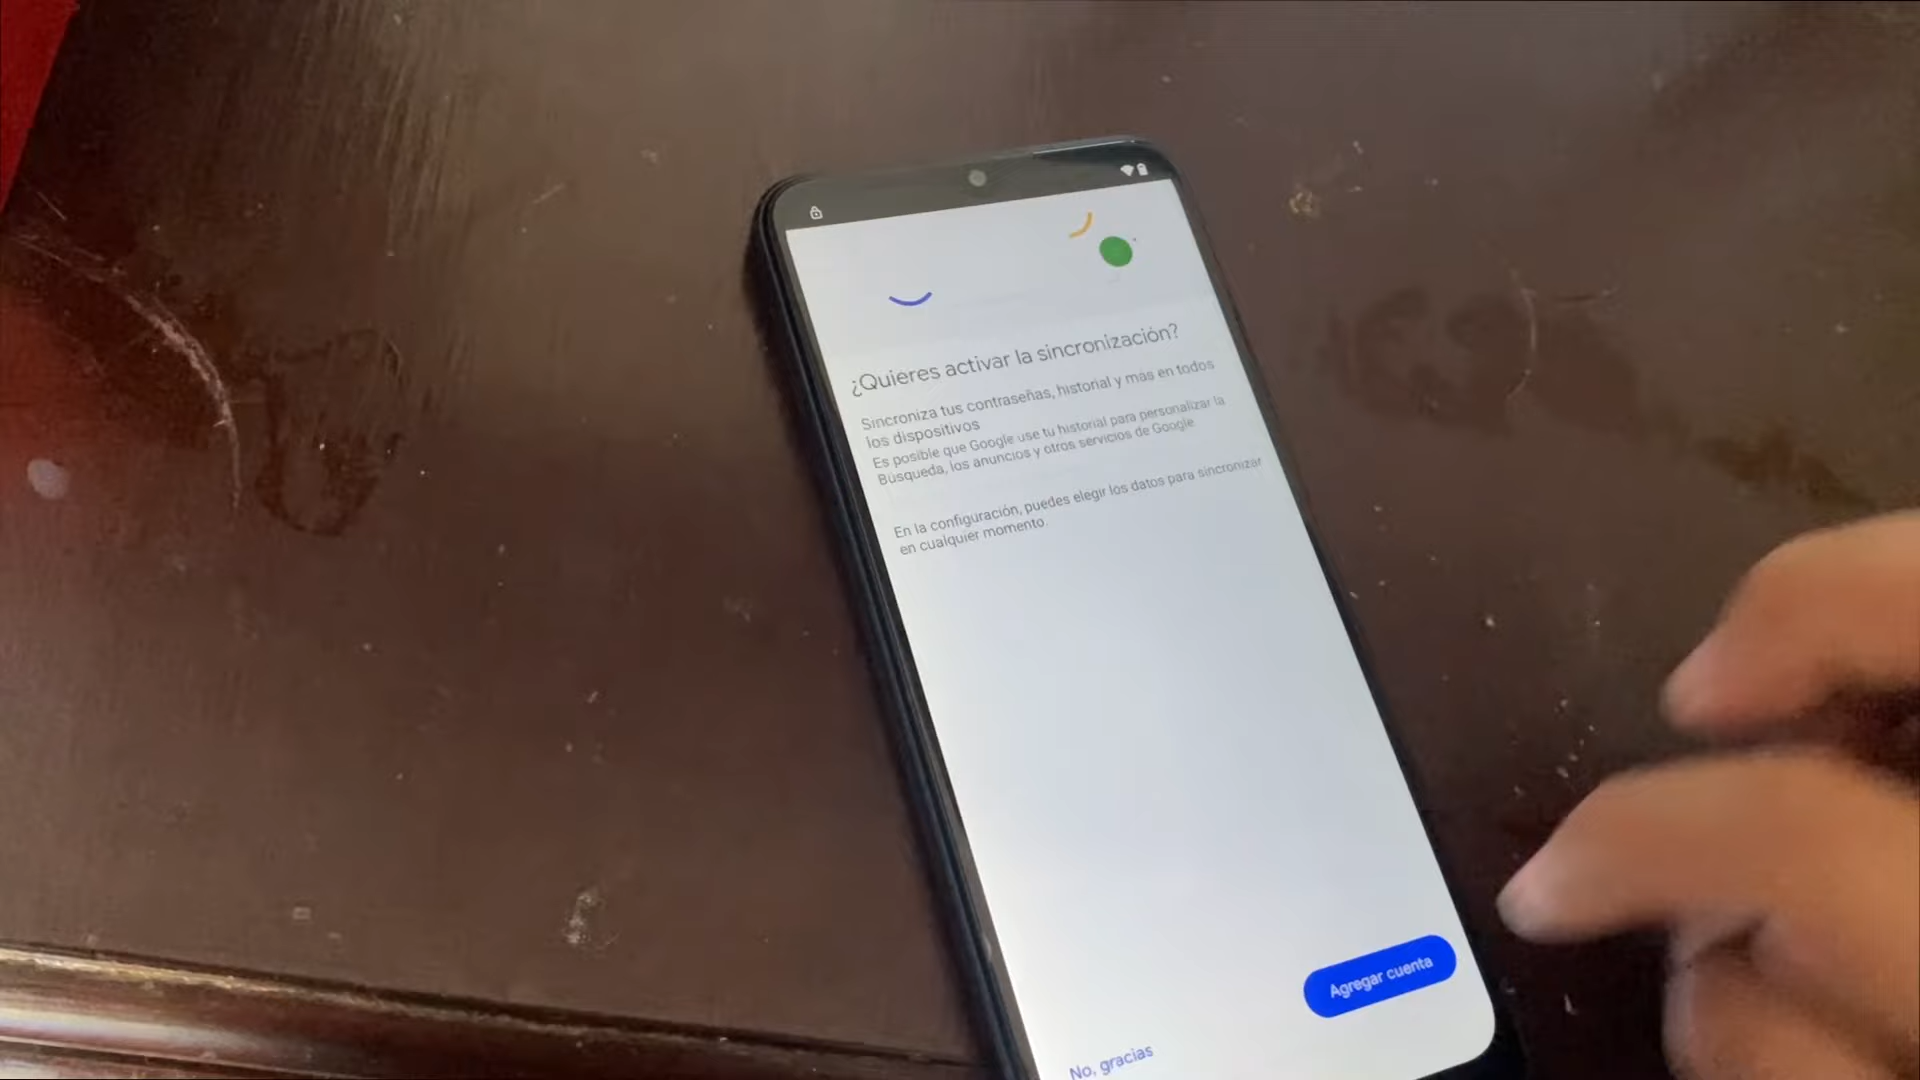 ¿Quieres activar la sincronización?
Sincroniza tus contraseñas, historial y más en todos
los dispositivos
Es posible que Google use tu historial para personalizar la
Búsqueda, los anuncios y otros servicios de Google.
En la configuración, puedes elegir los datos para sincronizar
en cualquier momento.
Agregar cuenta
No, gracias